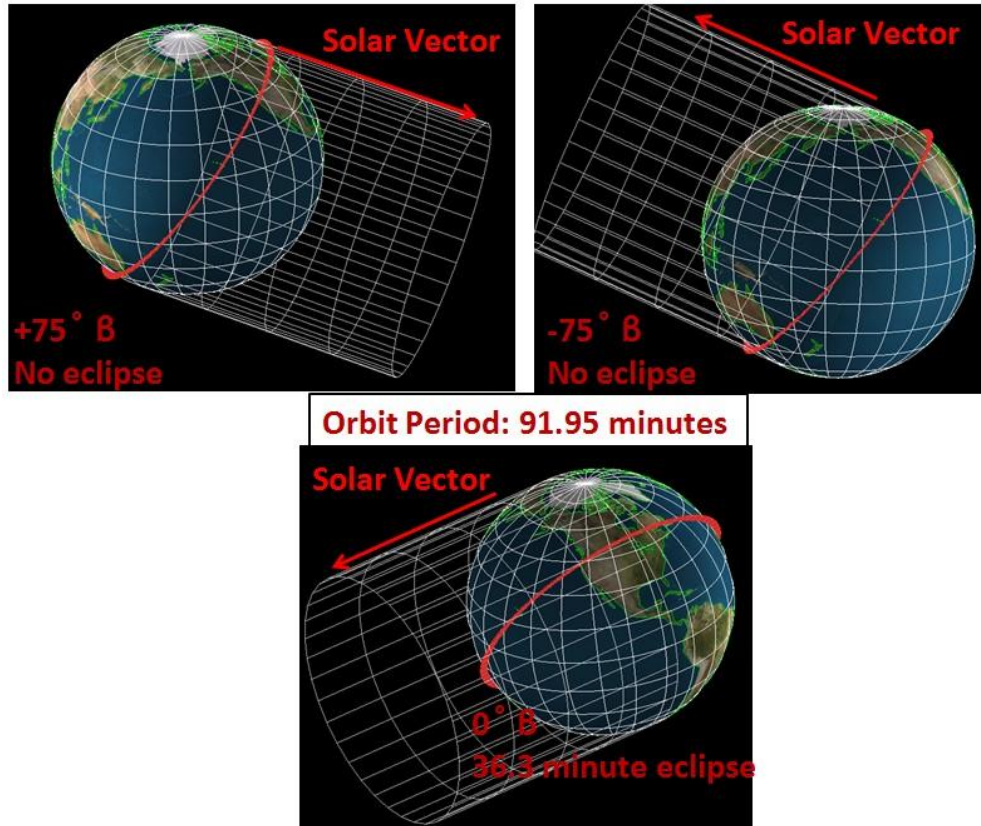 Solar Vector
+75° β
No eclipse
Solar Vector
-75° β
No eclipse
Orbit Period: 91.95 minutes
Solar Vector
0° β
36.3 minute eclipse